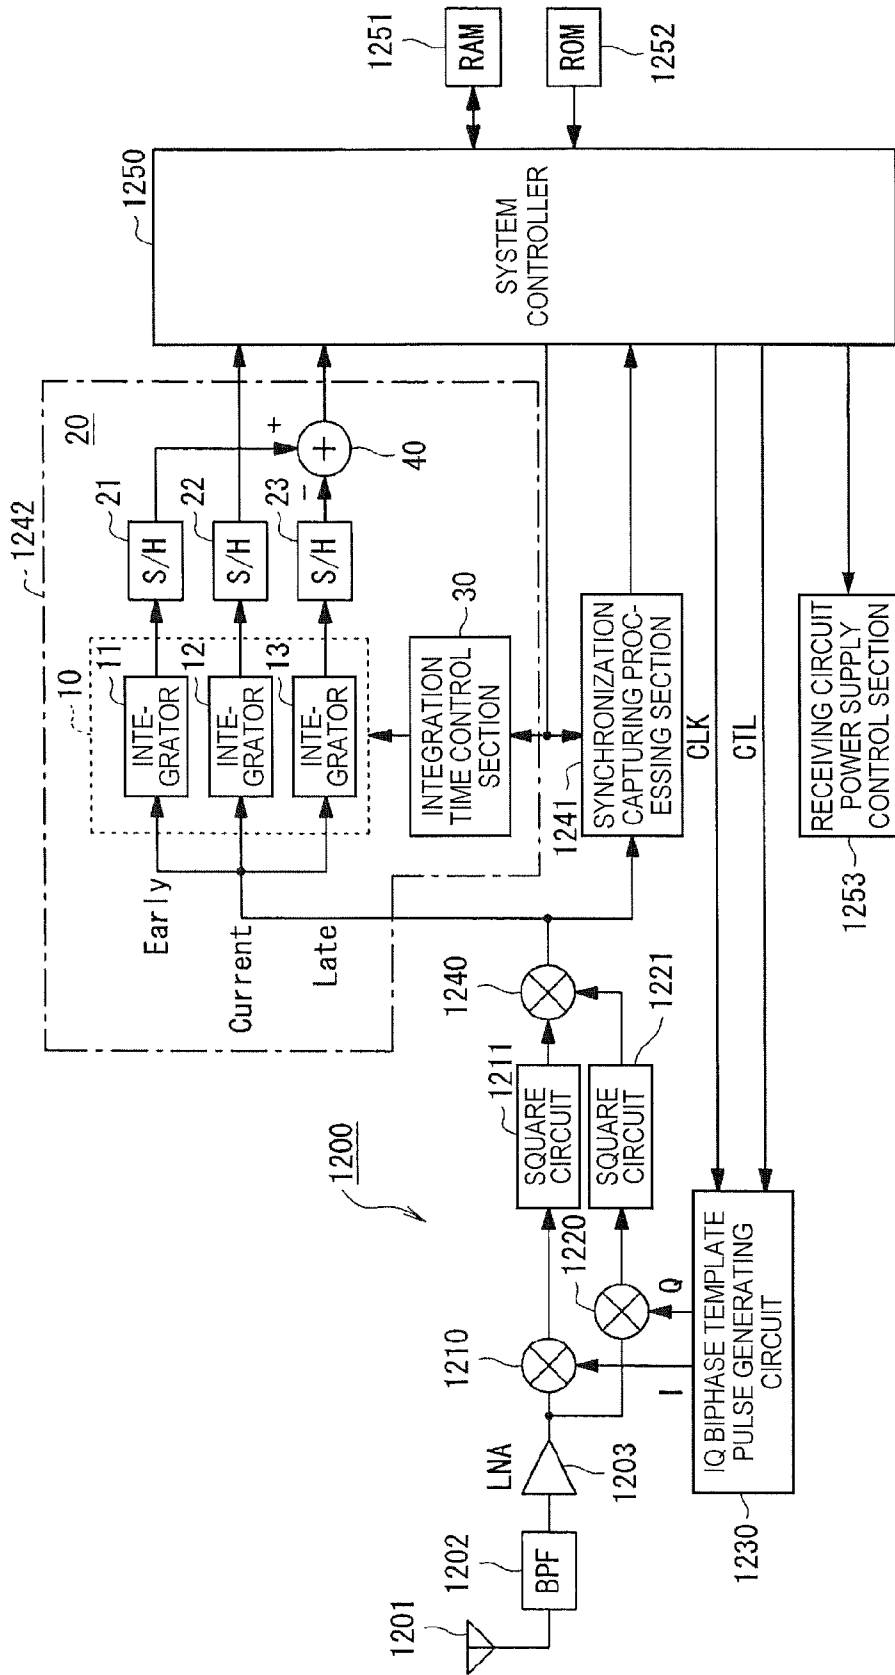 1200
1201
1202
BPF
LNA
1203
1210
1220
I
Q
1230
IQ BIPHASE TEMPLATE
PULSE GENERATING
CIRCUIT
1211
SQUARE
CIRCUIT
1221
SQUARE
CIRCUIT
1240
1242
Early
Current
Late
10
11
INTE-
GRATOR
12
INTE-
GRATOR
13
INTE-
GRATOR
20
21
S/H
22
S/H
23
S/H
+
−
+
40
30
INTEGRATION
TIME CONTROL
SECTION
1241
SYNCHRONIZATION
CAPTURING PROC-
ESSING SECTION
CLK
CTL
1253
RECEIVING CIRCUIT
POWER SUPPLY
CONTROL SECTION
1250
SYSTEM
CONTROLLER
1251
RAM
ROM
1252